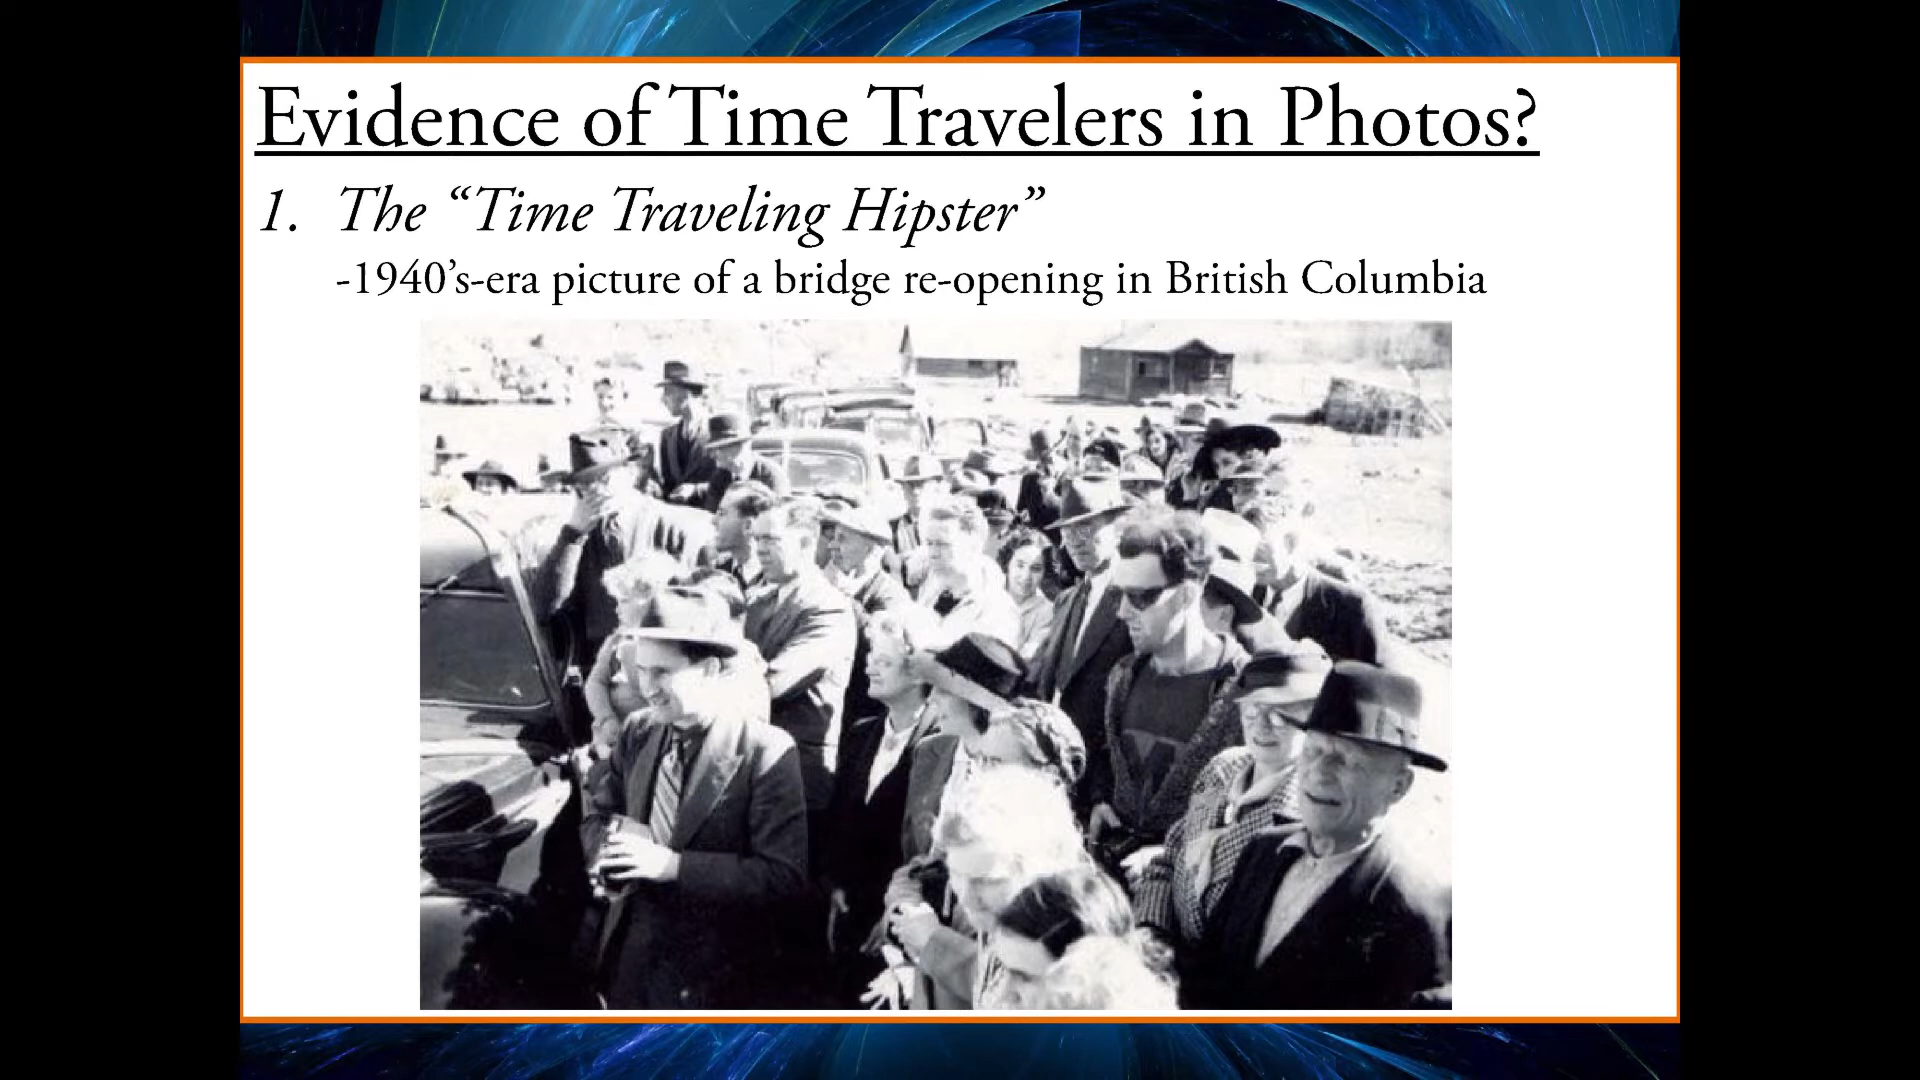 Evidence of Time Travelers in Photos?
1. The “Time Traveling Hipster”
-1940’s-era picture of a bridge re-opening in British Columbia